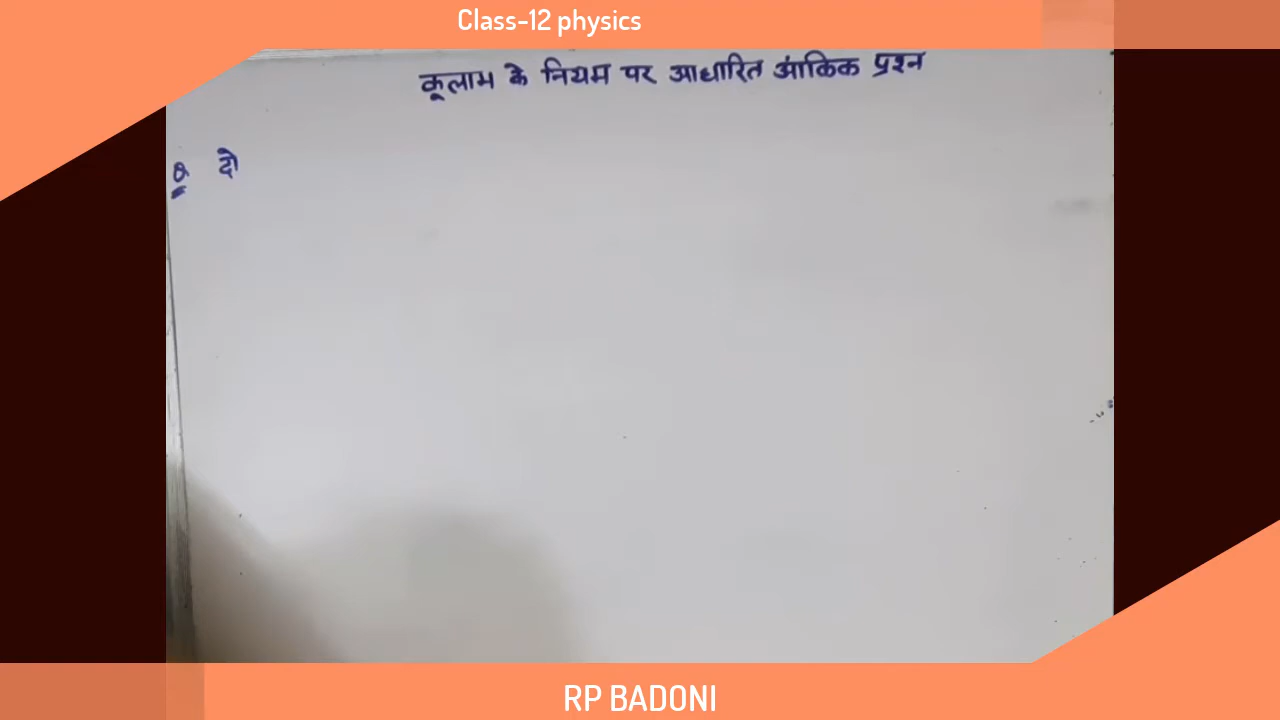 Class-12 physics
कूलाम के नियम पर आधारित आंकिक प्रश्न
Q दो
RP BADONI